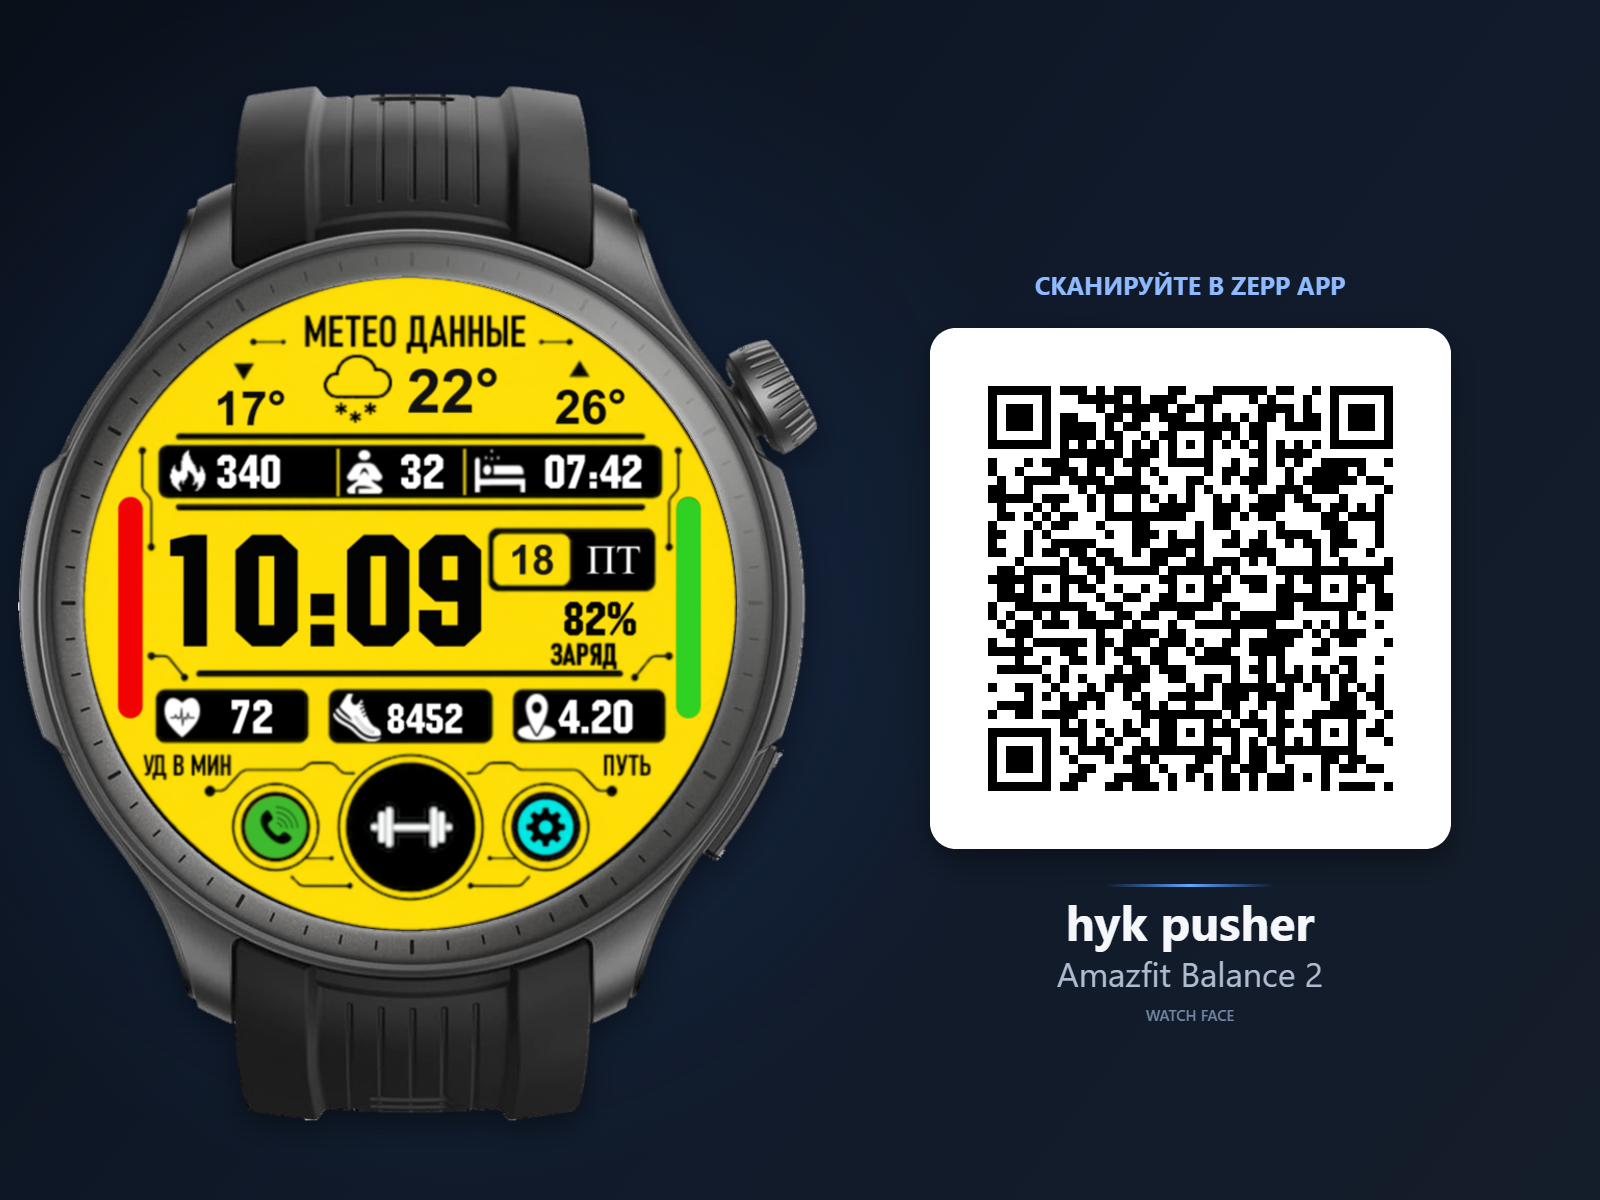 МЕТЕО ДАННЫЕ
17° 22° 26°
340 32 07:42
10:09 18 ПТ
82%
ЗАРЯД
72 8452 4.20
УД В МИН ПУТЬ
СКАНИРУЙТЕ В ZEPP APP
hyk pusher
Amazfit Balance 2
WATCH FACE